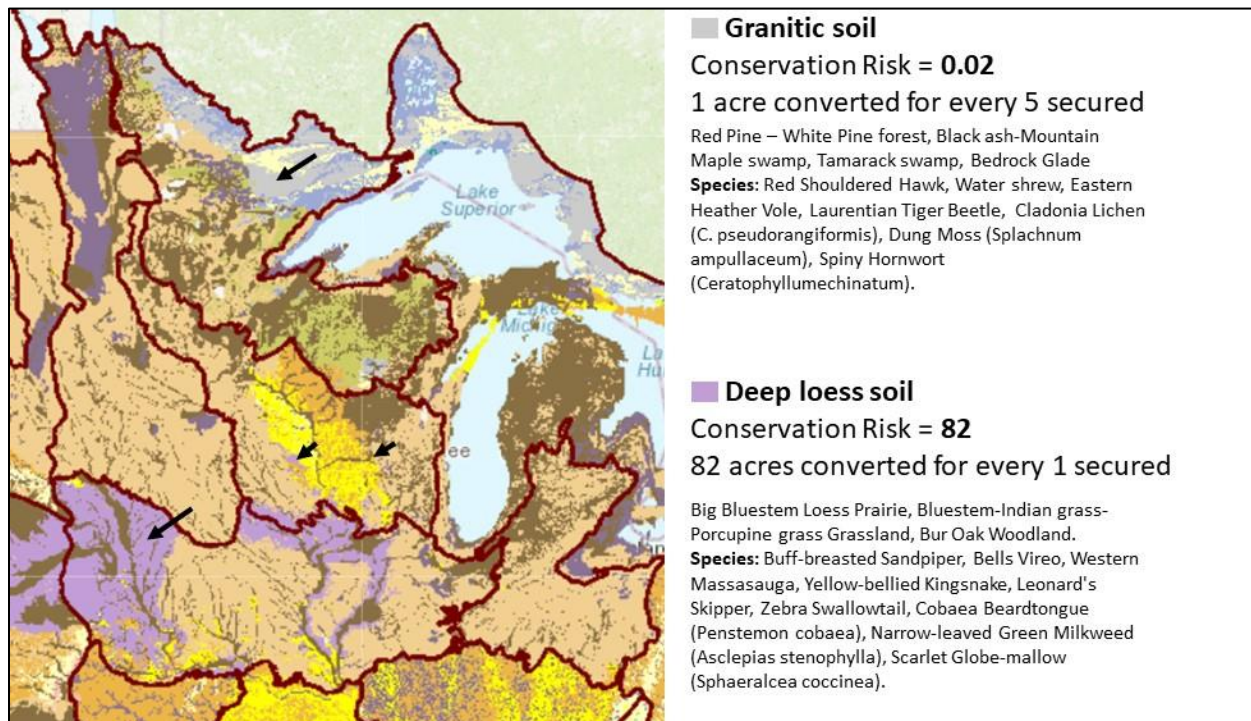 Granitic soil
Conservation Risk = 0.02
1 acre converted for every 5 secured
Red Pine – White Pine forest, Black ash-Mountain
Maple swamp, Tamarack swamp, Bedrock Glade
Species: Red Shouldered Hawk, Water shrew, Eastern
Heather Vole, Laurentian Tiger Beetle, Cladonia Lichen
(C. pseudorangiformis), Dung Moss (Splachnum
ampullaceum), Spiny Hornwort
(Ceratophyllumechinatum).
Deep loess soil
Conservation Risk = 82
82 acres converted for every 1 secured
Big Bluestem Loess Prairie, Bluestem-Indian grass-
Porcupine grass Grassland, Bur Oak Woodland.
Species: Buff-breasted Sandpiper, Bells Vireo, Western
Massasauga, Yellow-bellied Kingsnake, Leonard's
Skipper, Zebra Swallowtail, Cobaea Beardtongue
(Penstemon cobaea), Narrow-leaved Green Milkweed
(Asclepias stenophylla), Scarlet Globe-mallow
(Sphaeralcea coccinea).
Lake
Superior
Lake
Michig
La
Hu
ee